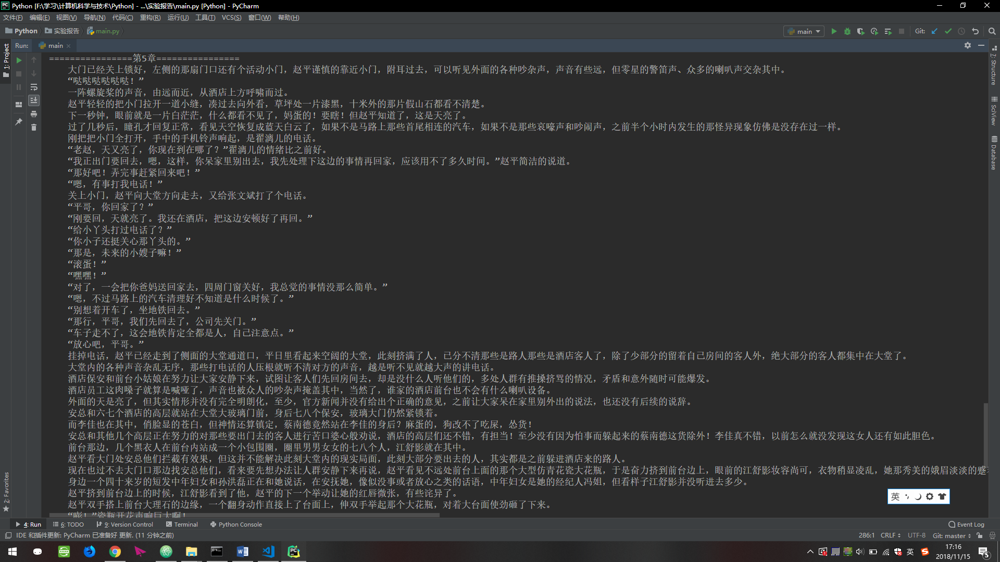 Python [F:\学习\计算机科学与技术\Python] - ...\实验报告\main.py [Python] - PyCharm
文件(F) 编辑(E) 视图(V) 导航(N) 代码(C) 重构(R) 运行(U) 工具(T) VCS(S) 窗口(W) 帮助(H)
Python 实验报告 main.py main Git:
Run: main
1: Project
7: Structure
SciView
Database
2: Favorites
================第5章================
大门已经关上锁好，左侧的那扇门口还有个活动小门，赵平谨慎的靠近小门，附耳过去，可以听见外面的各种吵杂声，声音有些远，但零星的警笛声、众多的喇叭声交杂其中。
“哒哒哒哒哒哒！”
一阵螺旋桨的声音，由远而近，从酒店上方呼啸而过。
赵平轻轻的把小门拉开一道小缝，凑过去向外看，草坪处一片漆黑，十米外的那片假山石都看不清楚。
下一秒钟，眼前就是一片白茫茫，什么都看不见了，妈蛋的！要瞎！但赵平知道了，这是天亮了。
过了几秒后，瞳孔才回复正常，看见天空恢复成蓝天白云了，如果不是马路上那些首尾相连的汽车，如果不是那些哀嚎声和吵闹声，之前半个小时内发生的那怪异现象仿佛是没存在过一样。
刚把把小门全打开，手中的手机铃声响起，是翟漓儿的电话。
“老赵，天又亮了，你现在到在哪了？”翟漓儿的情绪比之前好。
“我正出门要回去，嗯，这样，你呆家里别出去，我先处理下这边的事情再回家，应该用不了多久时间。”赵平简洁的说道。
“那好吧！弄完事赶紧回来吧！”
“嗯，有事打我电话！”
关上小门，赵平向大堂方向走去，又给张文斌打了个电话。
“平哥，你回家了？”
“刚要回，天就亮了。我还在酒店，把这边安顿好了再回。”
“给小丫头打过电话了？”
“你小子还挺关心那丫头的。”
“那是，未来的小嫂子嘛！”
“滚蛋！”
“嘿嘿！”
“对了，一会把你爸妈送回家去，四周门窗关好，我总觉的事情没那么简单。”
“嗯，不过马路上的汽车清理好不知道是什么时候了。”
“别想着开车了，坐地铁回去。”
“那行，平哥，我们先回去了，公司先关门。”
“车子走不了，这会地铁肯定全都是人，自己注意点。”
“放心吧，平哥。”
挂掉电话，赵平已经走到了侧面的大堂通道口，平日里看起来空阔的大堂，此刻挤满了人，已分不清那些是路人那些是酒店客人了，除了少部分的留着自己房间的客人外，绝大部分的客人都集中在大堂了。
大堂内的各种声音杂乱无序，那些打电话的人压根就听不清对方的声音，越是听不见就越大声的讲电话。
酒店保安和前台小姑娘在努力让大家安静下来，试图让客人们先回房间去，却是没什么人听他们的，多处人群有推搡挤骂的情况，矛盾和意外随时可能爆发。
酒店员工这肉嗓子就算是喊哑了，声音也被众人的吵杂声掩盖其中，当然了，谁家的酒店前台也不会有什么喇叭设备。
外面的天是亮了，但其实情形并没有完全明朗化，至少，官方新闻并没有给出个正确的意见，之前让大家呆在家里别外出的说法，也还没有后续的说辞。
安总和六七个酒店的高层就站在大堂大玻璃门前，身后七八个保安，玻璃大门仍然紧锁着。
而李佳也在其中，俏脸显的苍白，但神情还算镇定，蔡南德竟然站在李佳的身后？麻蛋的，狗改不了吃屎，怂货！
安总和其他几个高层正在努力的对那些要出门去的客人进行苦口婆心般劝说，酒店的高层们还不错，有担当！至少没有因为怕事而躲起来的蔡南德这货除外！李佳真不错，以前怎么就没发现这女人还有如此胆色。
前台那边，几个黑衣人在前台内站成一个小包围圈，圈里男男女女的七八个人，江舒影就在其中。
赵平看大门处安总他们拦截有效果，但这并不能解决此刻大堂内的现实局面，此刻大部分要出去的人，其实都是之前躲进酒店来的路人。
现在也过不去大门口那边找安总他们，看来要先想办法让人群安静下来再说，赵平看见不远处前台上面的那个大型仿青花瓷大花瓶，于是奋力挤到前台边上，眼前的江舒影妆容尚可，衣物稍显凌乱，她那秀美的娥眉淡淡的蹙
身边一个四十来岁的短发中年妇女和孙洪磊正在和她说话，在安抚她，像似没事或者放心之类的话语，中年妇女是她的经纪人冯姐，但看样子江舒影并没听进去多少。
赵平挤到前台边上的时候，江舒影看到了他，赵平的下一个举动让她的红唇微张，有些诧异了。
赵平双手搭上前台大理石的边缘，一个翻身动作直接上了台面上，伸双手举起那个大花瓶，对着大台面使劲砸了下来。
“嘭！”瓷瓶开花声响巨大啊！
英
4: Run 6: TODO 9: Version Control Terminal Python Console Event Log
IDE 和插件更新: PyCharm 已准备好 更新. (11 分钟之前) 286:1 CRLF UTF-8 Git: master
英 17:16
2018/11/15
5